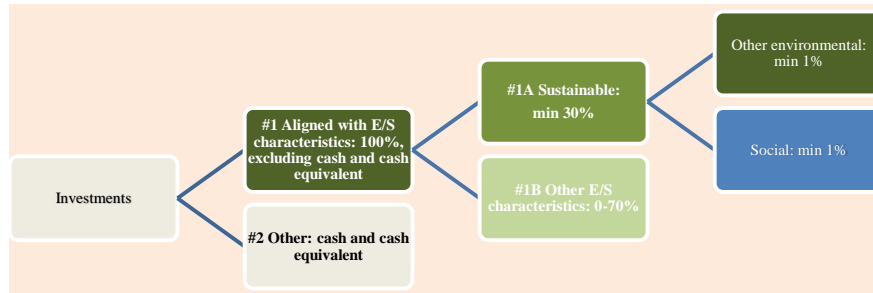 Investments
#1 Aligned with E/S
characteristics: 100%,
excluding cash and cash
equivalent
#2 Other: cash and cash
equivalent
#1A Sustainable:
min 30%
#1B Other E/S
characteristics: 0-70%
Other environmental:
min 1%
Social: min 1%